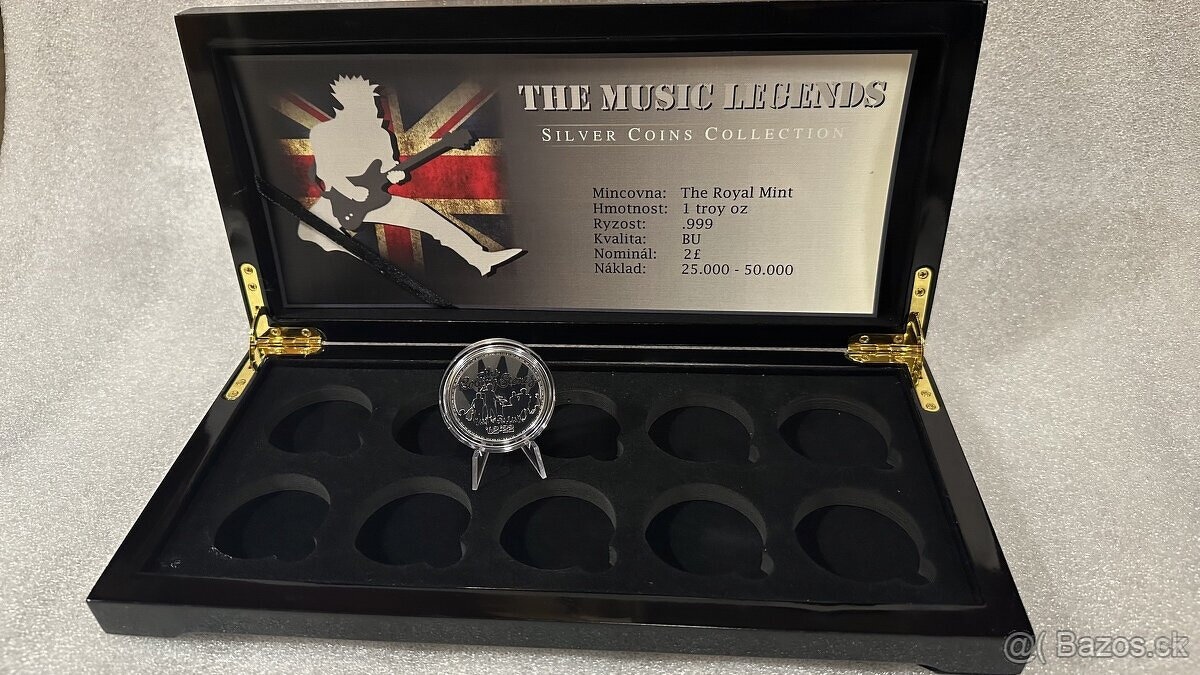 THE MUSIC LEGENDS
SILVER COINS COLLECTION
Mincovna: The Royal Mint
Hmotnost: 1 troy oz
Ryzost: .999
Kvalita: BU
Nominál: 2£
Náklad: 25.000 - 50.000
@( Bazos.sk